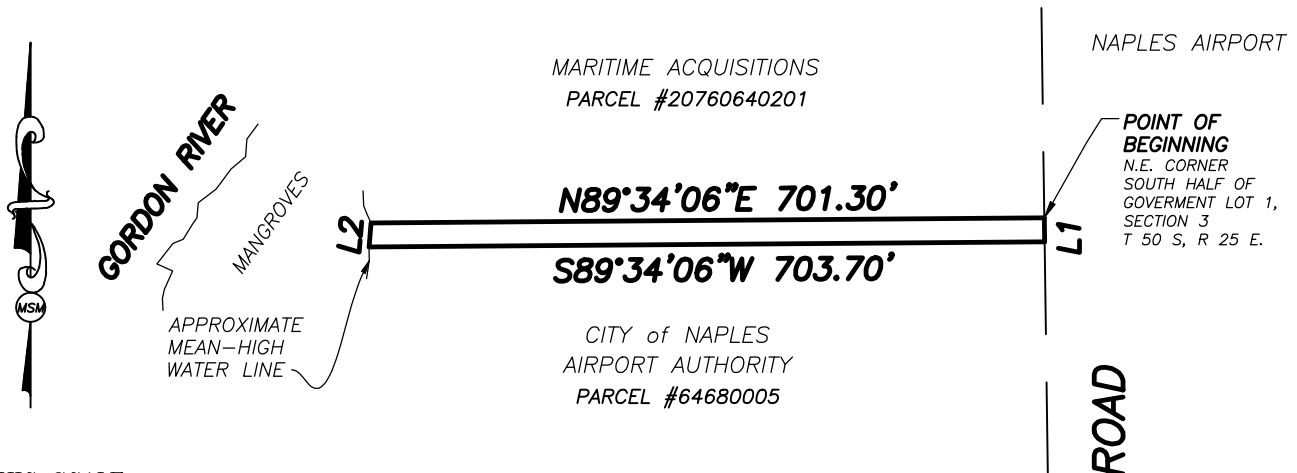 NAPLES AIRPORT
MARITIME ACQUISITIONS
PARCEL #20760640201
POINT OF
BEGINNING
N.E. CORNER
SOUTH HALF OF
GOVERMENT LOT 1,
SECTION 3
T 50 S, R 25 E.
GORDON RIVER
MANGROVES
N89°34'06"E 701.30'
L2
L1
S89°34'06"W 703.70'
MSM
APPROXIMATE
MEAN-HIGH
WATER LINE
CITY of NAPLES
AIRPORT AUTHORITY
PARCEL #64680005
ROAD